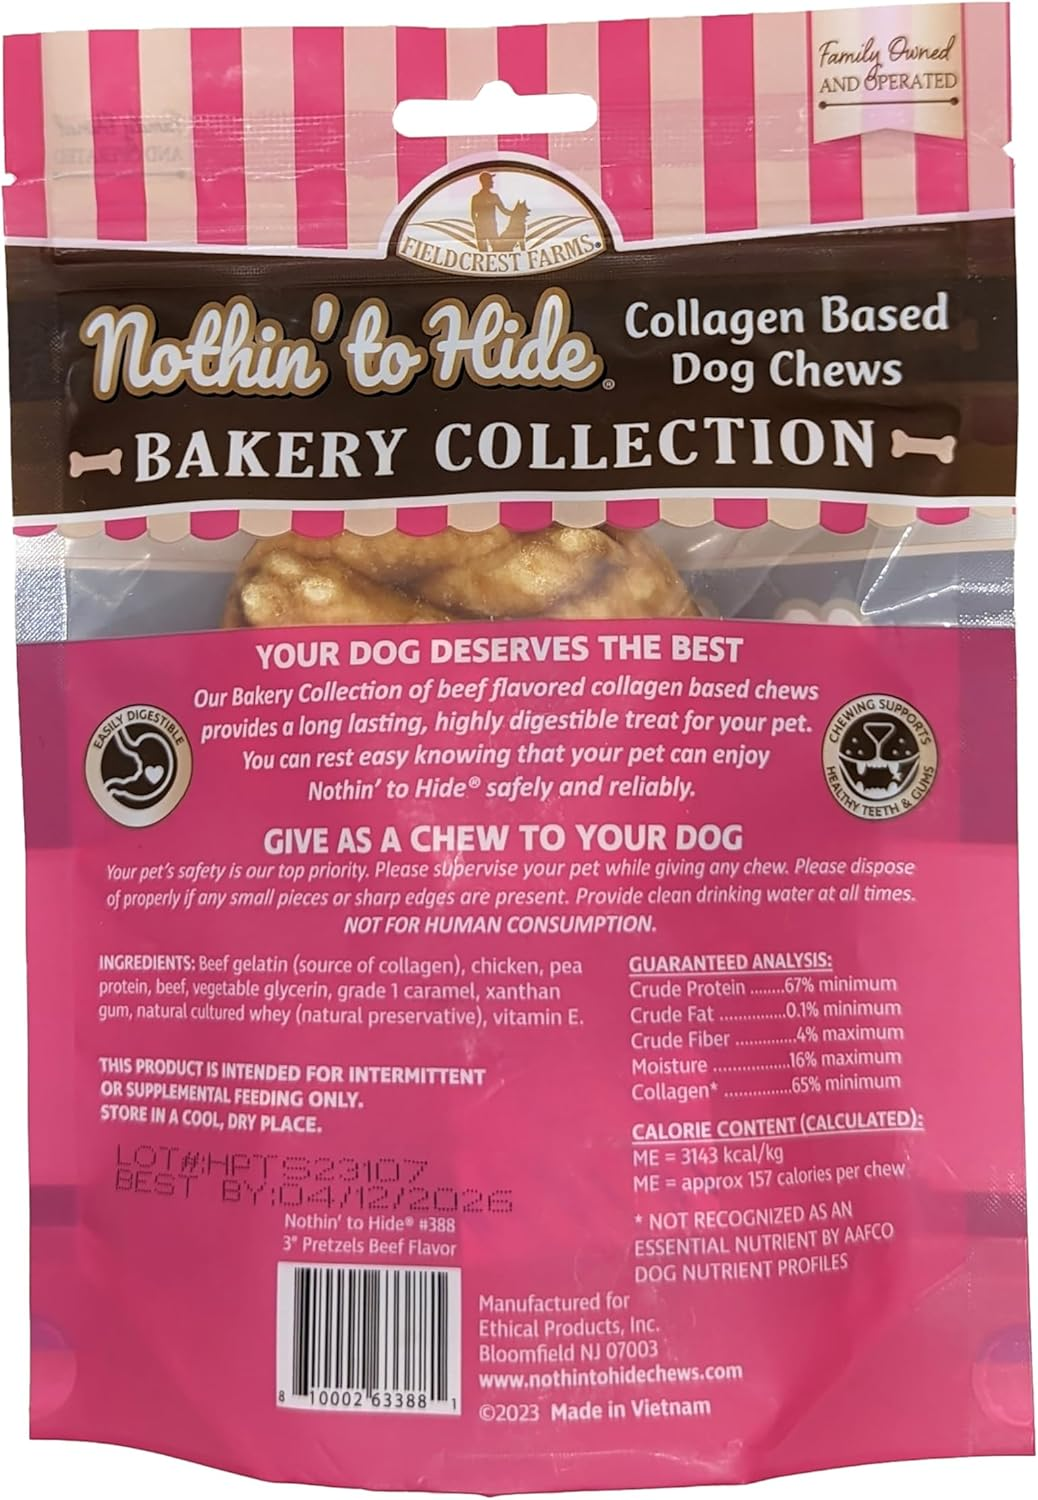 Family Owned
AND OPERATED
FIELDCREST FARMS®
Nothin' to Hide®
Collagen Based
Dog Chews
BAKERY COLLECTION
YOUR DOG DESERVES THE BEST
Our Bakery Collection of beef flavored collagen based chews
provides a long lasting, highly digestible treat for your pet.
You can rest easy knowing that your pet can enjoy
Nothin' to Hide® safely and reliably.
EASILY DIGESTIBLE
CHEWING SUPPORTS
HEALTHY TEETH & GUMS
GIVE AS A CHEW TO YOUR DOG
Your pet's safety is our top priority. Please supervise your pet while giving any chew. Please dispose
of properly if any small pieces or sharp edges are present. Provide clean drinking water at all times.
NOT FOR HUMAN CONSUMPTION.
INGREDIENTS: Beef gelatin (source of collagen), chicken, pea
protein, beef, vegetable glycerin, grade 1 caramel, xanthan
gum, natural cultured whey (natural preservative), vitamin E.
THIS PRODUCT IS INTENDED FOR INTERMITTENT
OR SUPPLEMENTAL FEEDING ONLY.
STORE IN A COOL, DRY PLACE.
LOT#:HPTS23107
BEST BY:04/12/2026
Nothin' to Hide® #388
3" Pretzels Beef Flavor
8 10002 63388 1
GUARANTEED ANALYSIS:
Crude Protein .......67% minimum
Crude Fat ..............0.1% minimum
Crude Fiber .............4% maximum
Moisture .................16% maximum
Collagen* ...............65% minimum
CALORIE CONTENT (CALCULATED):
ME = 3143 kcal/kg
ME = approx 157 calories per chew
* NOT RECOGNIZED AS AN
ESSENTIAL NUTRIENT BY AAFCO
DOG NUTRIENT PROFILES
Manufactured for
Ethical Products, Inc.
Bloomfield NJ 07003
www.nothintohidechews.com
©2023 Made in Vietnam